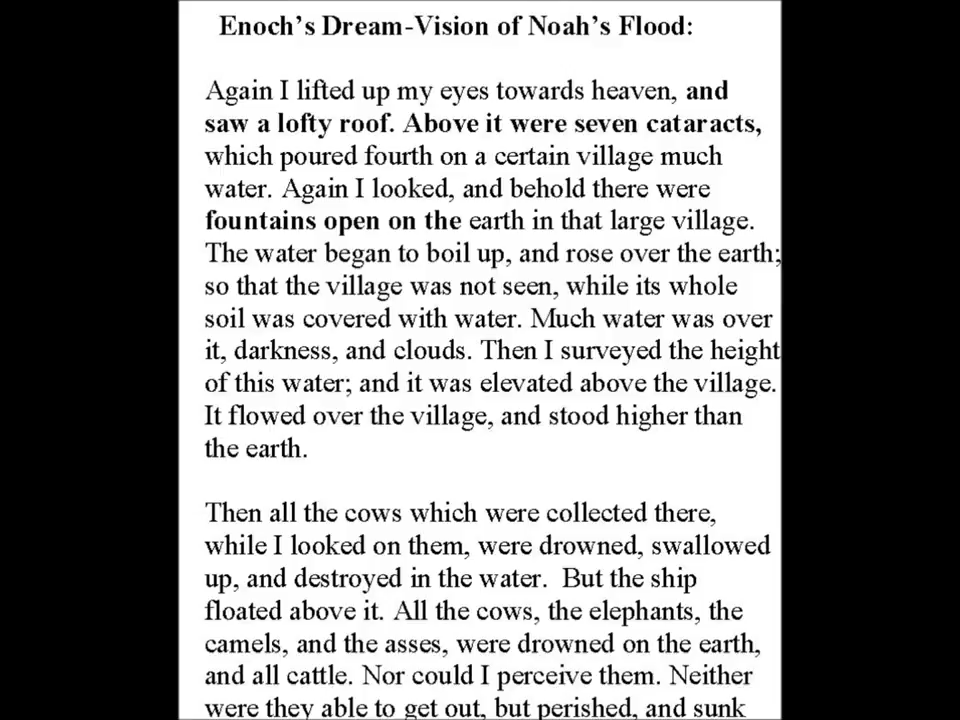 Enoch's Dream-Vision of Noah's Flood:
Again I lifted up my eyes towards heaven, and
saw a lofty roof. Above it were seven cataracts,
which poured fourth on a certain village much
water. Again I looked, and behold there were
fountains open on the earth in that large village.
The water began to boil up, and rose over the earth;
so that the village was not seen, while its whole
soil was covered with water. Much water was over
it, darkness, and clouds. Then I surveyed the height
of this water; and it was elevated above the village.
It flowed over the village, and stood higher than
the earth.
Then all the cows which were collected there,
while I looked on them, were drowned, swallowed
up, and destroyed in the water.  But the ship
floated above it. All the cows, the elephants, the
camels, and the asses, were drowned on the earth,
and all cattle. Nor could I perceive them. Neither
were they able to get out, but perished, and sunk